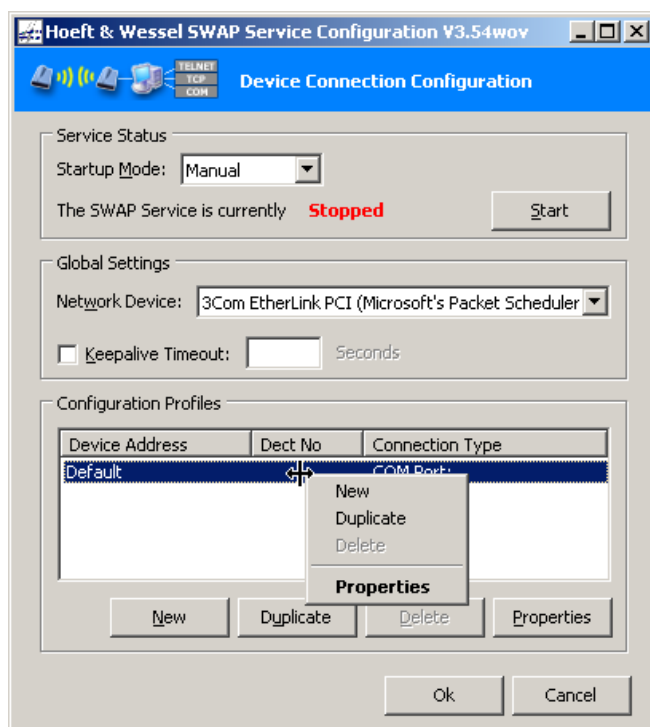 Hoeft & Wessel SWAP Service Configuration V3.54wov
TELNET
TCP
COM
Device Connection Configuration
Service Status
Startup Mode: Manual
The SWAP Service is currently Stopped Start
Global Settings
Network Device: 3Com EtherLink PCI (Microsoft's Packet Scheduler
Keepalive Timeout: Seconds
Configuration Profiles
Device Address Dect No Connection Type
Default COM Port:
New
Duplicate
Delete
Properties
New Duplicate Delete Properties
Ok Cancel